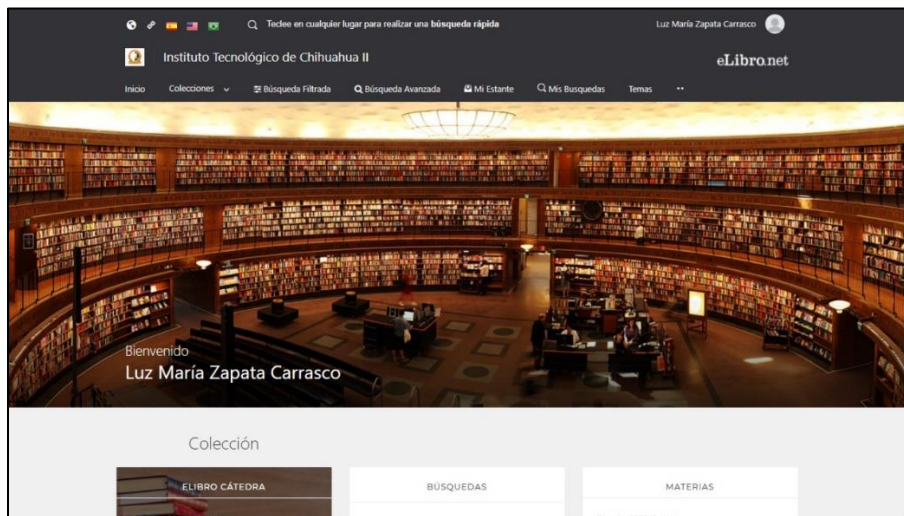 Teclee en cualquier lugar para realizar una búsqueda rápida
Luz María Zapata Carrasco
Instituto Tecnológico de Chihuahua II
eLibro.net
Inicio Colecciones Búsqueda Filtrada Búsqueda Avanzada Mi Estante Mis Busquedas Temas
Bienvenido
Luz María Zapata Carrasco
Colección
ELIBRO CÁTEDRA BÚSQUEDAS MATERIAS